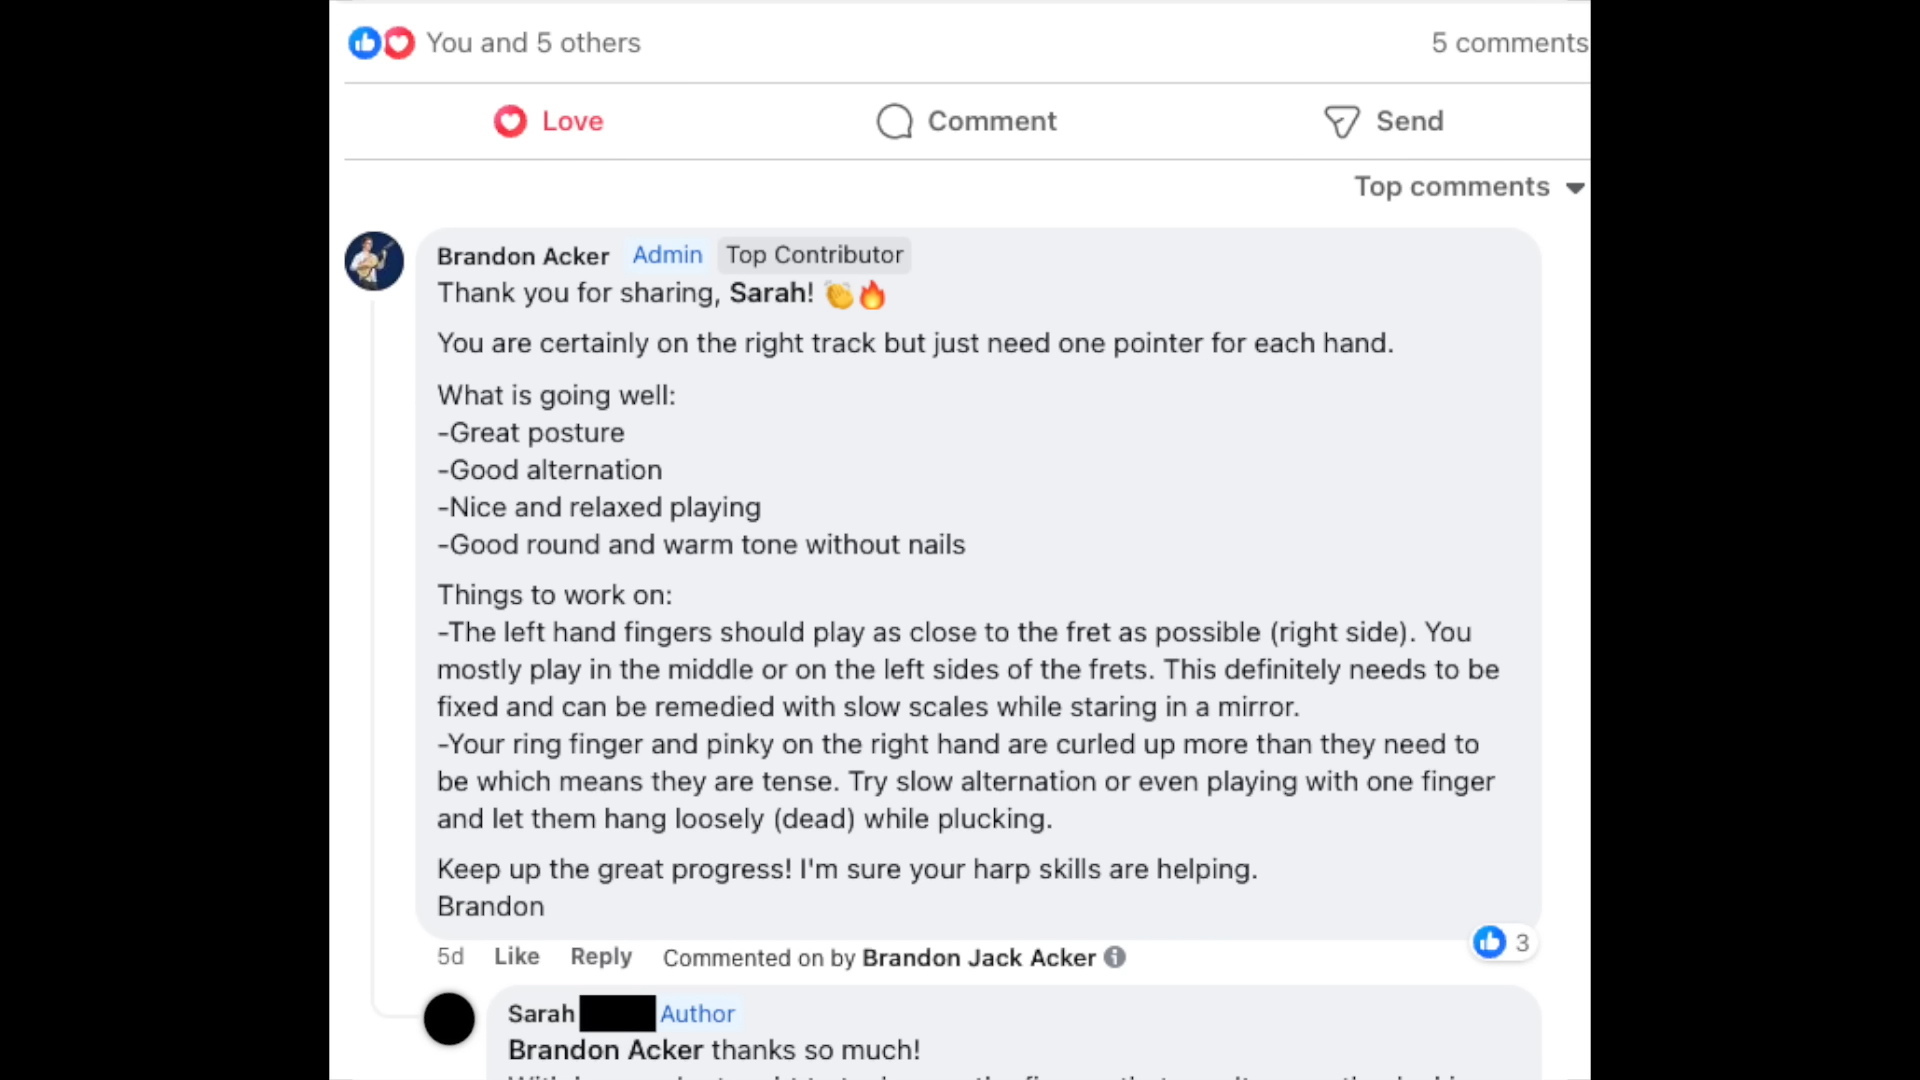 You and 5 others
5 comments
Love
Comment
Send
Top comments
Brandon Acker Admin Top Contributor
Thank you for sharing, Sarah! 👏🔥
You are certainly on the right track but just need one pointer for each hand.
What is going well:
-Great posture
-Good alternation
-Nice and relaxed playing
-Good round and warm tone without nails
Things to work on:
-The left hand fingers should play as close to the fret as possible (right side). You
mostly play in the middle or on the left sides of the frets. This definitely needs to be
fixed and can be remedied with slow scales while staring in a mirror.
-Your ring finger and pinky on the right hand are curled up more than they need to
be which means they are tense. Try slow alternation or even playing with one finger
and let them hang loosely (dead) while plucking.
Keep up the great progress! I'm sure your harp skills are helping.
Brandon
5d Like Reply Commented on by Brandon Jack Acker
3
Sarah Author
Brandon Acker thanks so much!